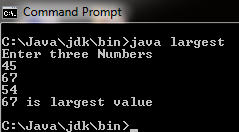 Command Prompt
C:\Java\jdk\bin>java largest
Enter three Numbers
45
67
54
67 is largest value
C:\Java\jdk\bin>